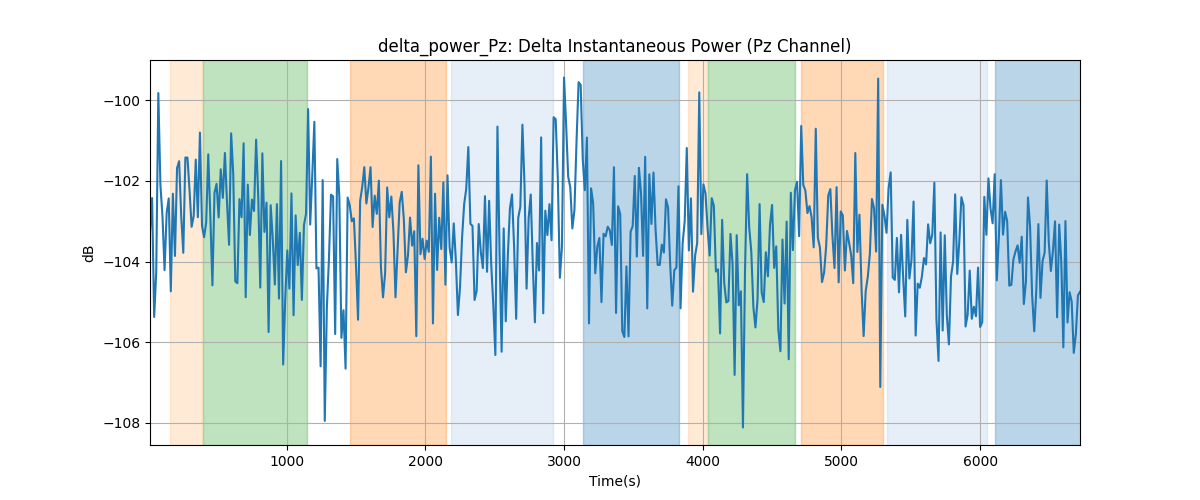 delta_power_Pz: Delta Instantaneous Power (Pz Channel)
dB
−100
−102
−104
−106
−108
1000 2000 3000 4000 5000 6000
Time(s)